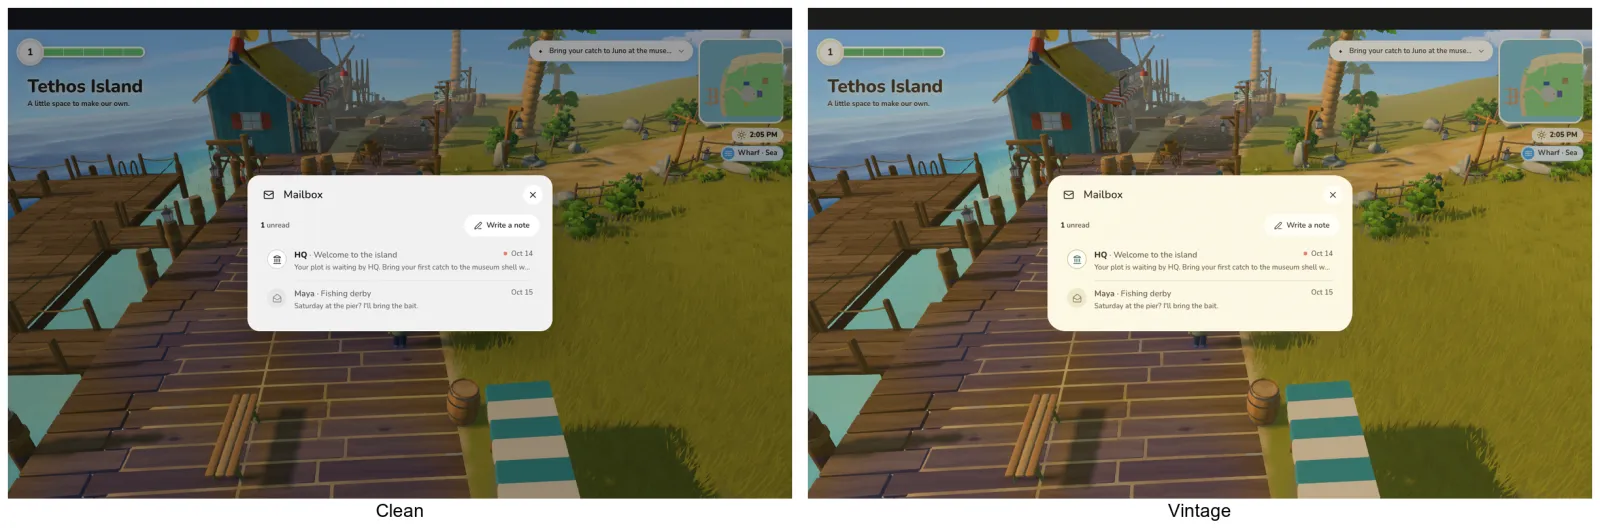 1
Bring your catch to June at the muse...
Tethos Island
A little space to make our own.
2:05 PM
Wharf · Sea
Mailbox
1 unread
Write a note
HQ · Welcome to the island
Oct 14
Your plot is waiting by HQ. Bring your first catch to the museum shell w...
Maya · Fishing derby
Oct 15
Saturday at the pier? I'll bring the bait.
Clean
1
Bring your catch to June at the muse...
Tethos Island
A little space to make our own.
2:05 PM
Wharf · Sea
Mailbox
1 unread
Write a note
HQ · Welcome to the island
Oct 14
Your plot is waiting by HQ. Bring your first catch to the museum shell w...
Maya · Fishing derby
Oct 15
Saturday at the pier? I'll bring the bait.
Vintage